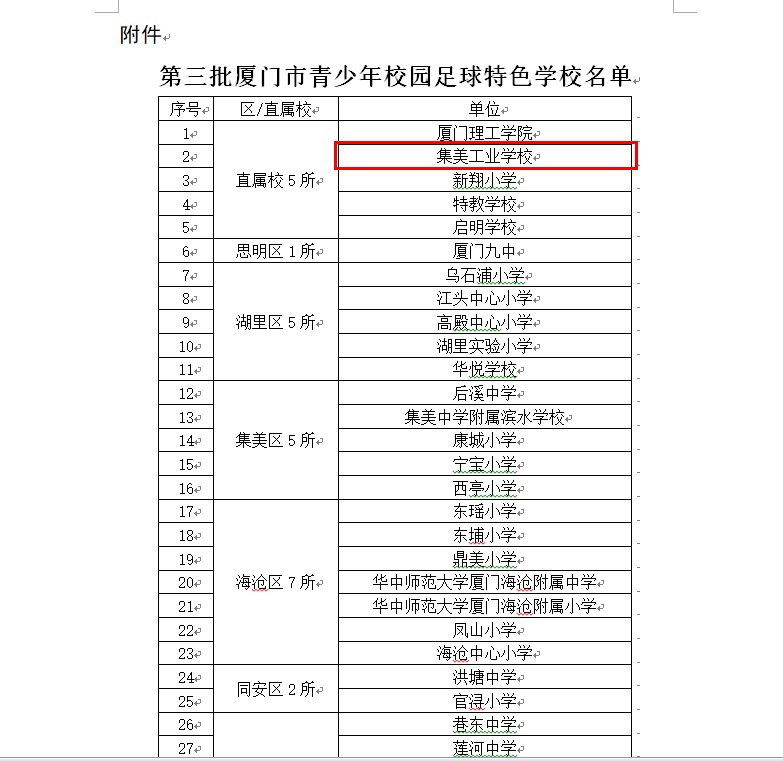 附件
第三批厦门市青少年校园足球特色学校名单
序号 区/直属校 单位
1 厦门理工学院
2 集美工业学校
3 直属校5所 新翔小学
4 特教学校
5 启明学校
6 思明区1所 厦门九中
7 乌石浦小学
8 江头中心小学
9 湖里区5所 高殿中心小学
10 湖里实验小学
11 华悦学校
12 后溪中学
13 集美中学附属滨水学校
14 集美区5所 康城小学
15 宁宝小学
16 西亭小学
17 东瑶小学
18 东埔小学
19 鼎美小学
20 海沧区7所 华中师范大学厦门海沧附属中学
21 华中师范大学厦门海沧附属小学
22 凤山小学
23 海沧中心小学
24 同安区2所 洪塘中学
25 官浔小学
26 巷东中学
27 莲河中学